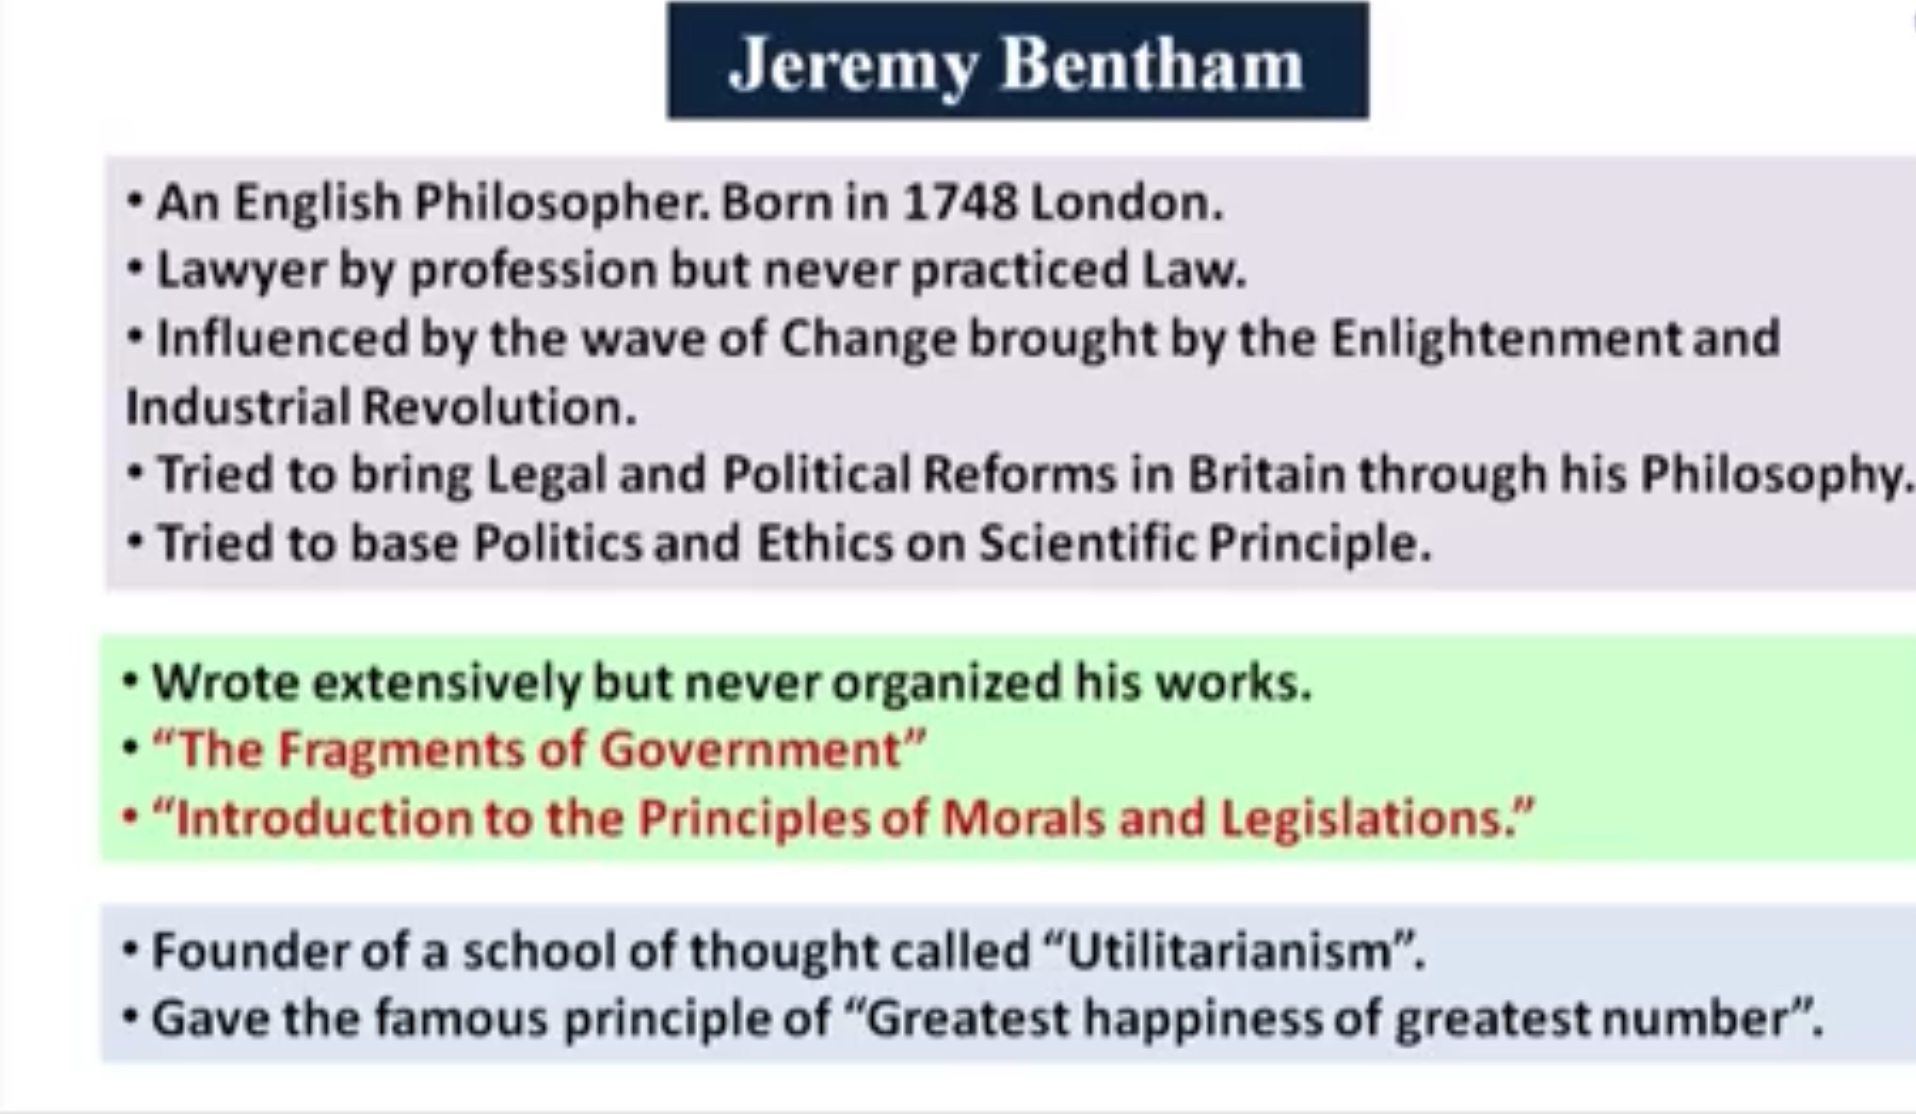 Jeremy Bentham
• An English Philosopher. Born in 1748 London.
• Lawyer by profession but never practiced Law.
• Influenced by the wave of Change brought by the Enlightenment and
Industrial Revolution.
• Tried to bring Legal and Political Reforms in Britain through his Philosophy.
• Tried to base Politics and Ethics on Scientific Principle.
• Wrote extensively but never organized his works.
• “The Fragments of Government”
• “Introduction to the Principles of Morals and Legislations.”
• Founder of a school of thought called “Utilitarianism”.
• Gave the famous principle of “Greatest happiness of greatest number”.